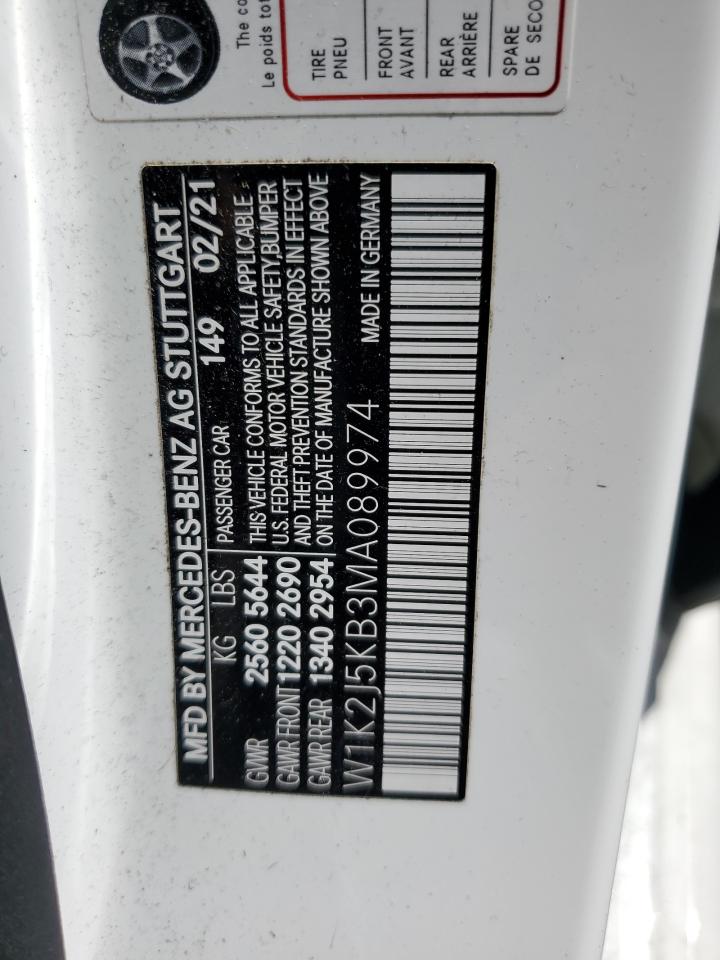 The co
Le poids tot
TIRE
PNEU
FRONT
AVANT
REAR
ARRIÈRE
SPARE
DE SECO
MFD BY MERCEDES-BENZ AG STUTTGART
KG LBS PASSENGER CAR 149 02/21
GVWR 2560 5644 THIS VEHICLE CONFORMS TO ALL APPLICABLE
GAWR FRONT 1220 2690 U.S. FEDERAL MOTOR VEHICLE SAFETY, BUMPER
AND THEFT PREVENTION STANDARDS IN EFFECT
GAWR REAR 1340 2954 ON THE DATE OF MANUFACTURE SHOWN ABOVE
W1K2J5KB3MA089974 MADE IN GERMANY